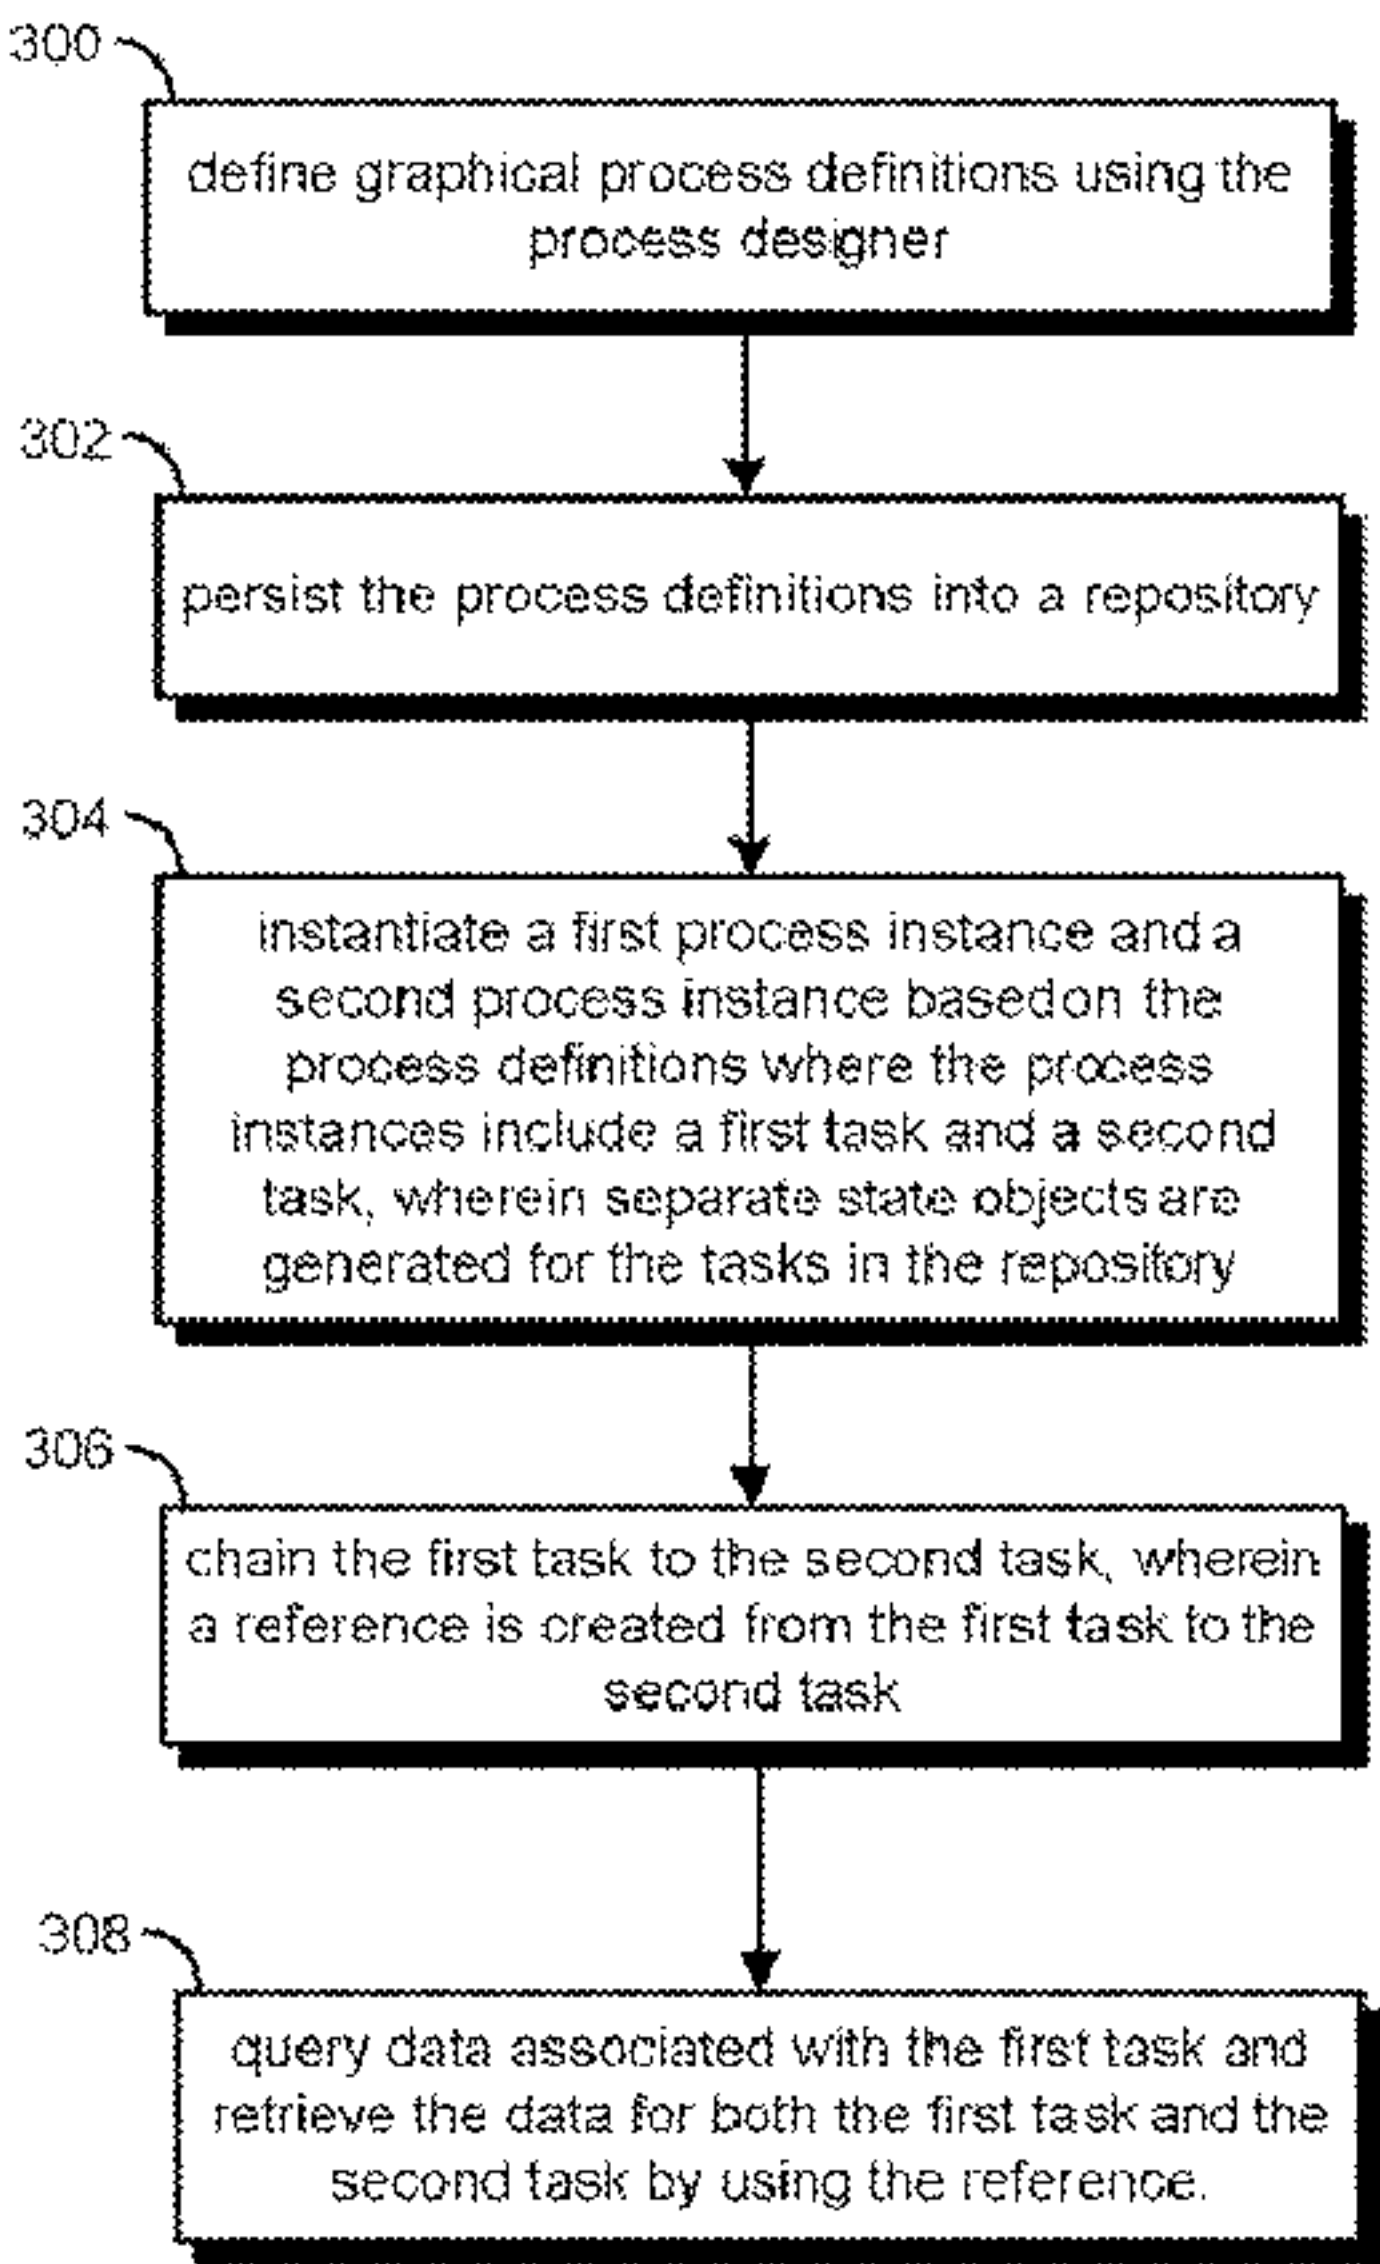 300
define graphical process definitions using the
process designer
302
persist the process definitions into a repository
304
instantiate a first process instance and a
second process instance based on the
process definitions where the process
instances include a first task and a second
task, wherein separate state objects are
generated for the tasks in the repository
306
chain the first task to the second task, wherein
a reference is created from the first task to the
second task
308
query data associated with the first task and
retrieve the data for both the first task and the
second task by using the reference.